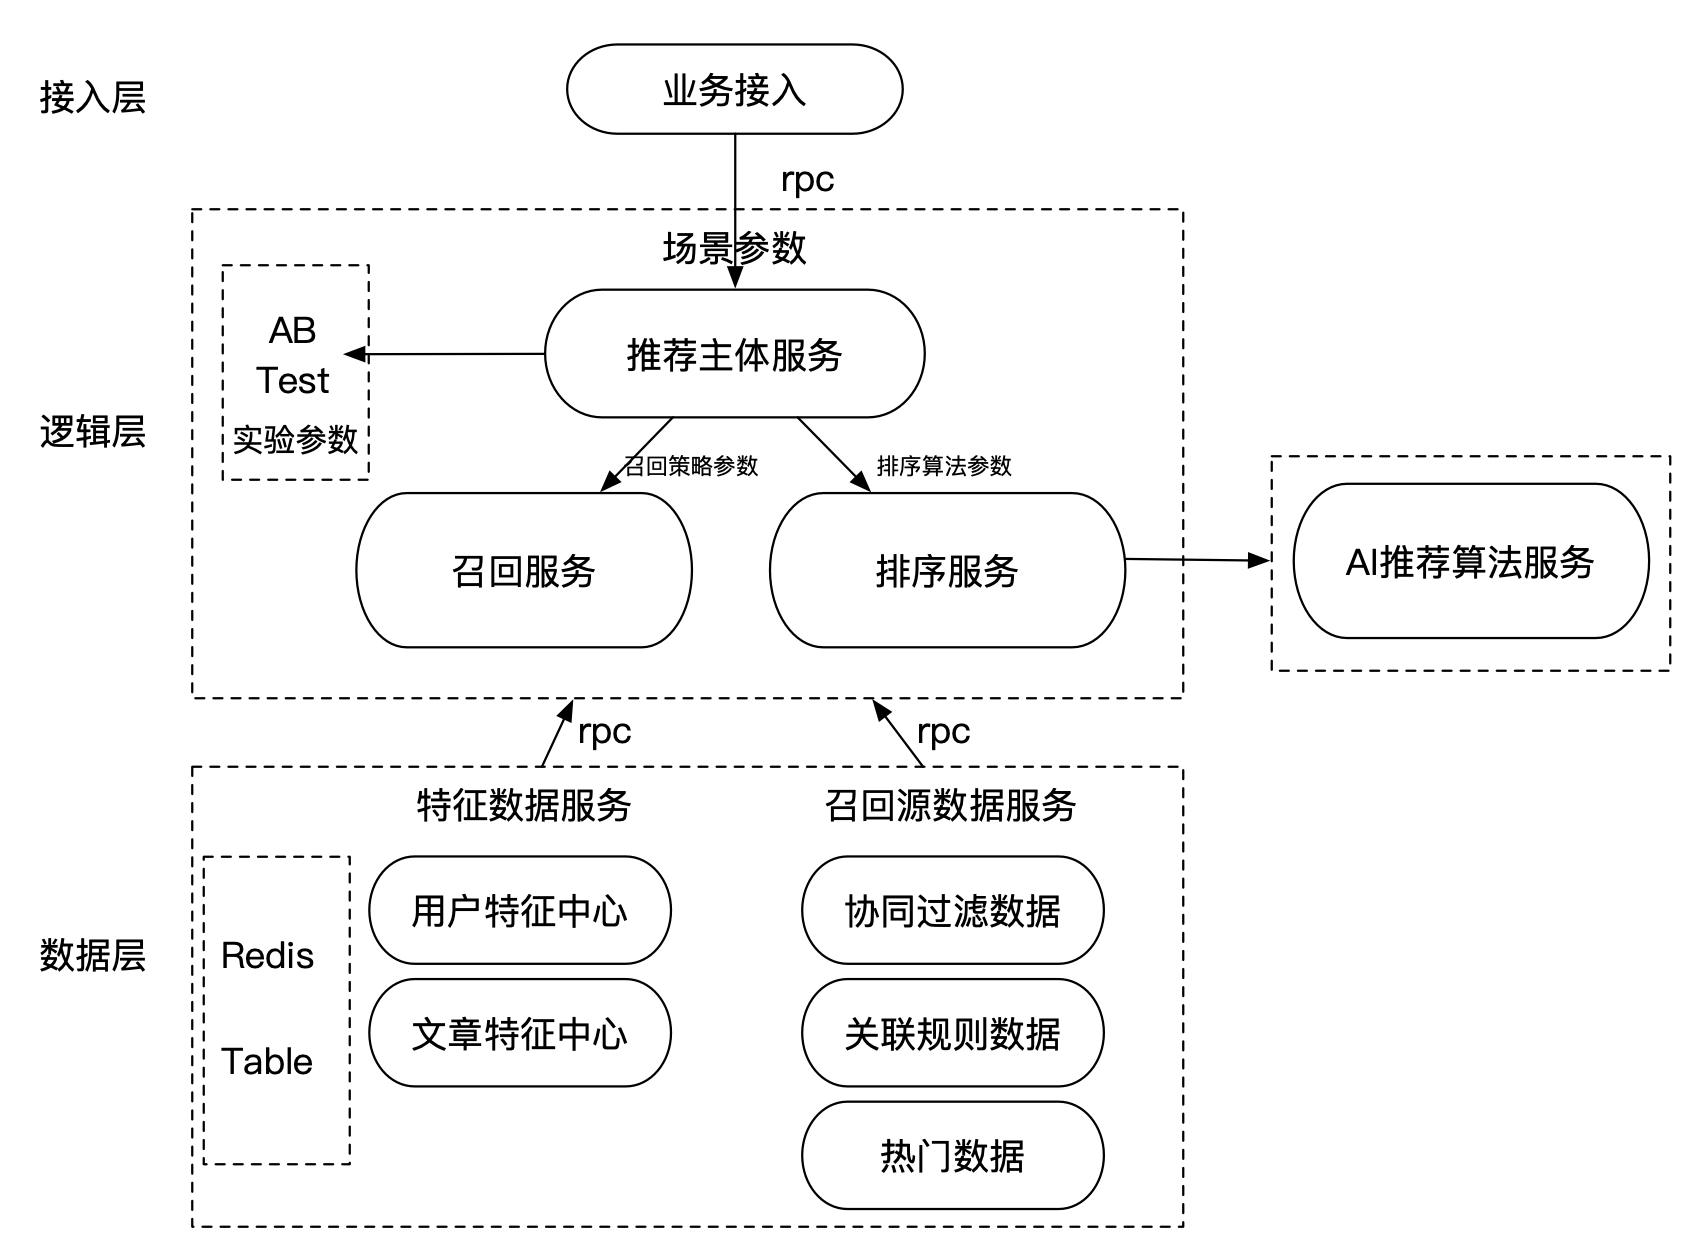 接入层
业务接入
rpc
场景参数
AB
Test
实验参数
推荐主体服务
逻辑层
召回策略参数
排序算法参数
召回服务
排序服务
AI推荐算法服务
rpc
rpc
特征数据服务
召回源数据服务
数据层
Redis
Table
用户特征中心
文章特征中心
协同过滤数据
关联规则数据
热门数据